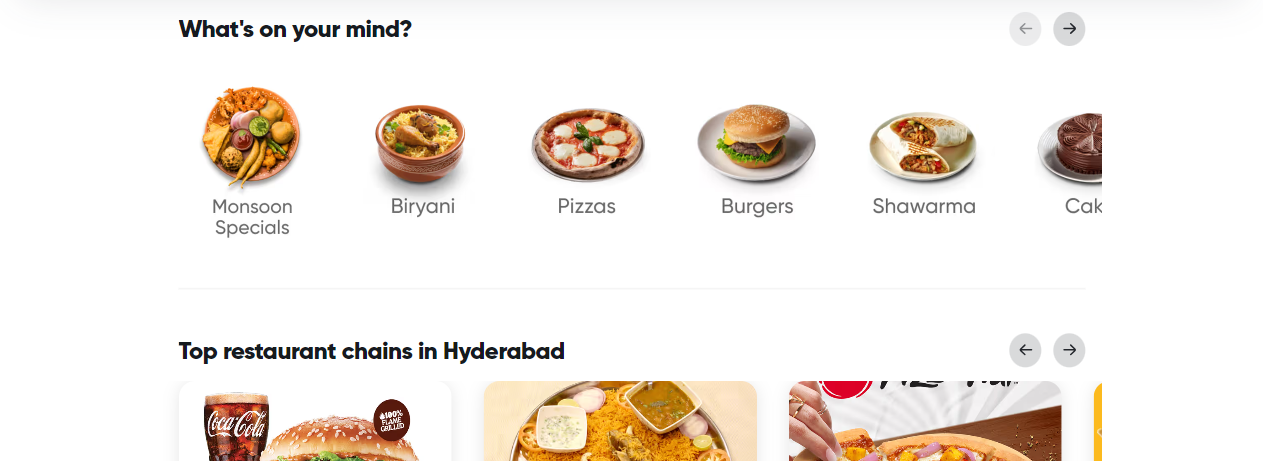 What's on your mind?
Monsoon
Specials
Biryani
Pizzas
Burgers
Shawarma
Cak
Top restaurant chains in Hyderabad
Coca-Cola
100%
FLAME
GRILLED